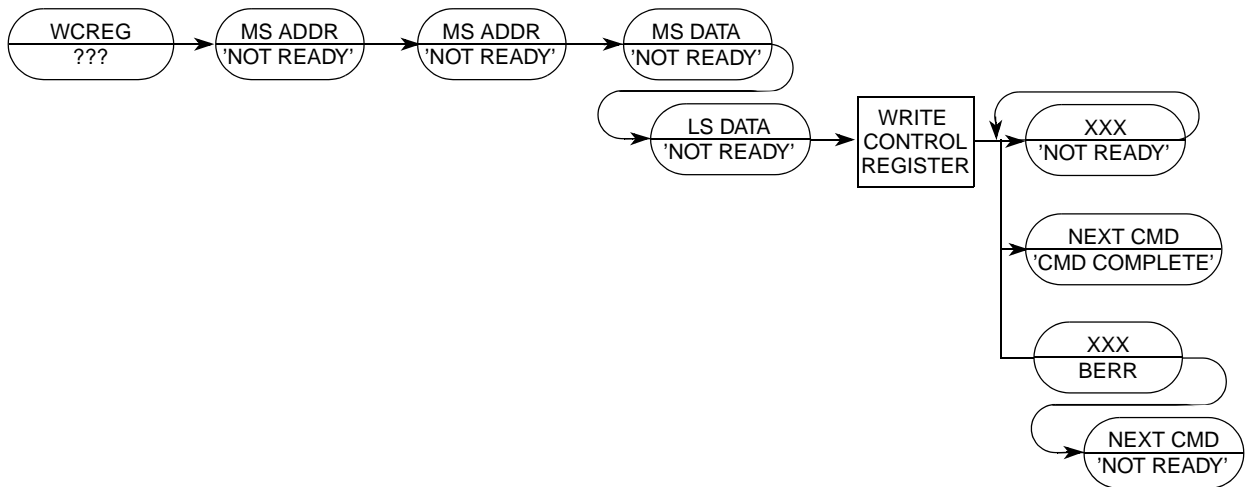 WCREG
???
MS ADDR
'NOT READY'
MS ADDR
'NOT READY'
MS DATA
'NOT READY'
LS DATA
'NOT READY'
WRITE
CONTROL
REGISTER
XXX
'NOT READY'
NEXT CMD
'CMD COMPLETE'
XXX
BERR
NEXT CMD
'NOT READY'